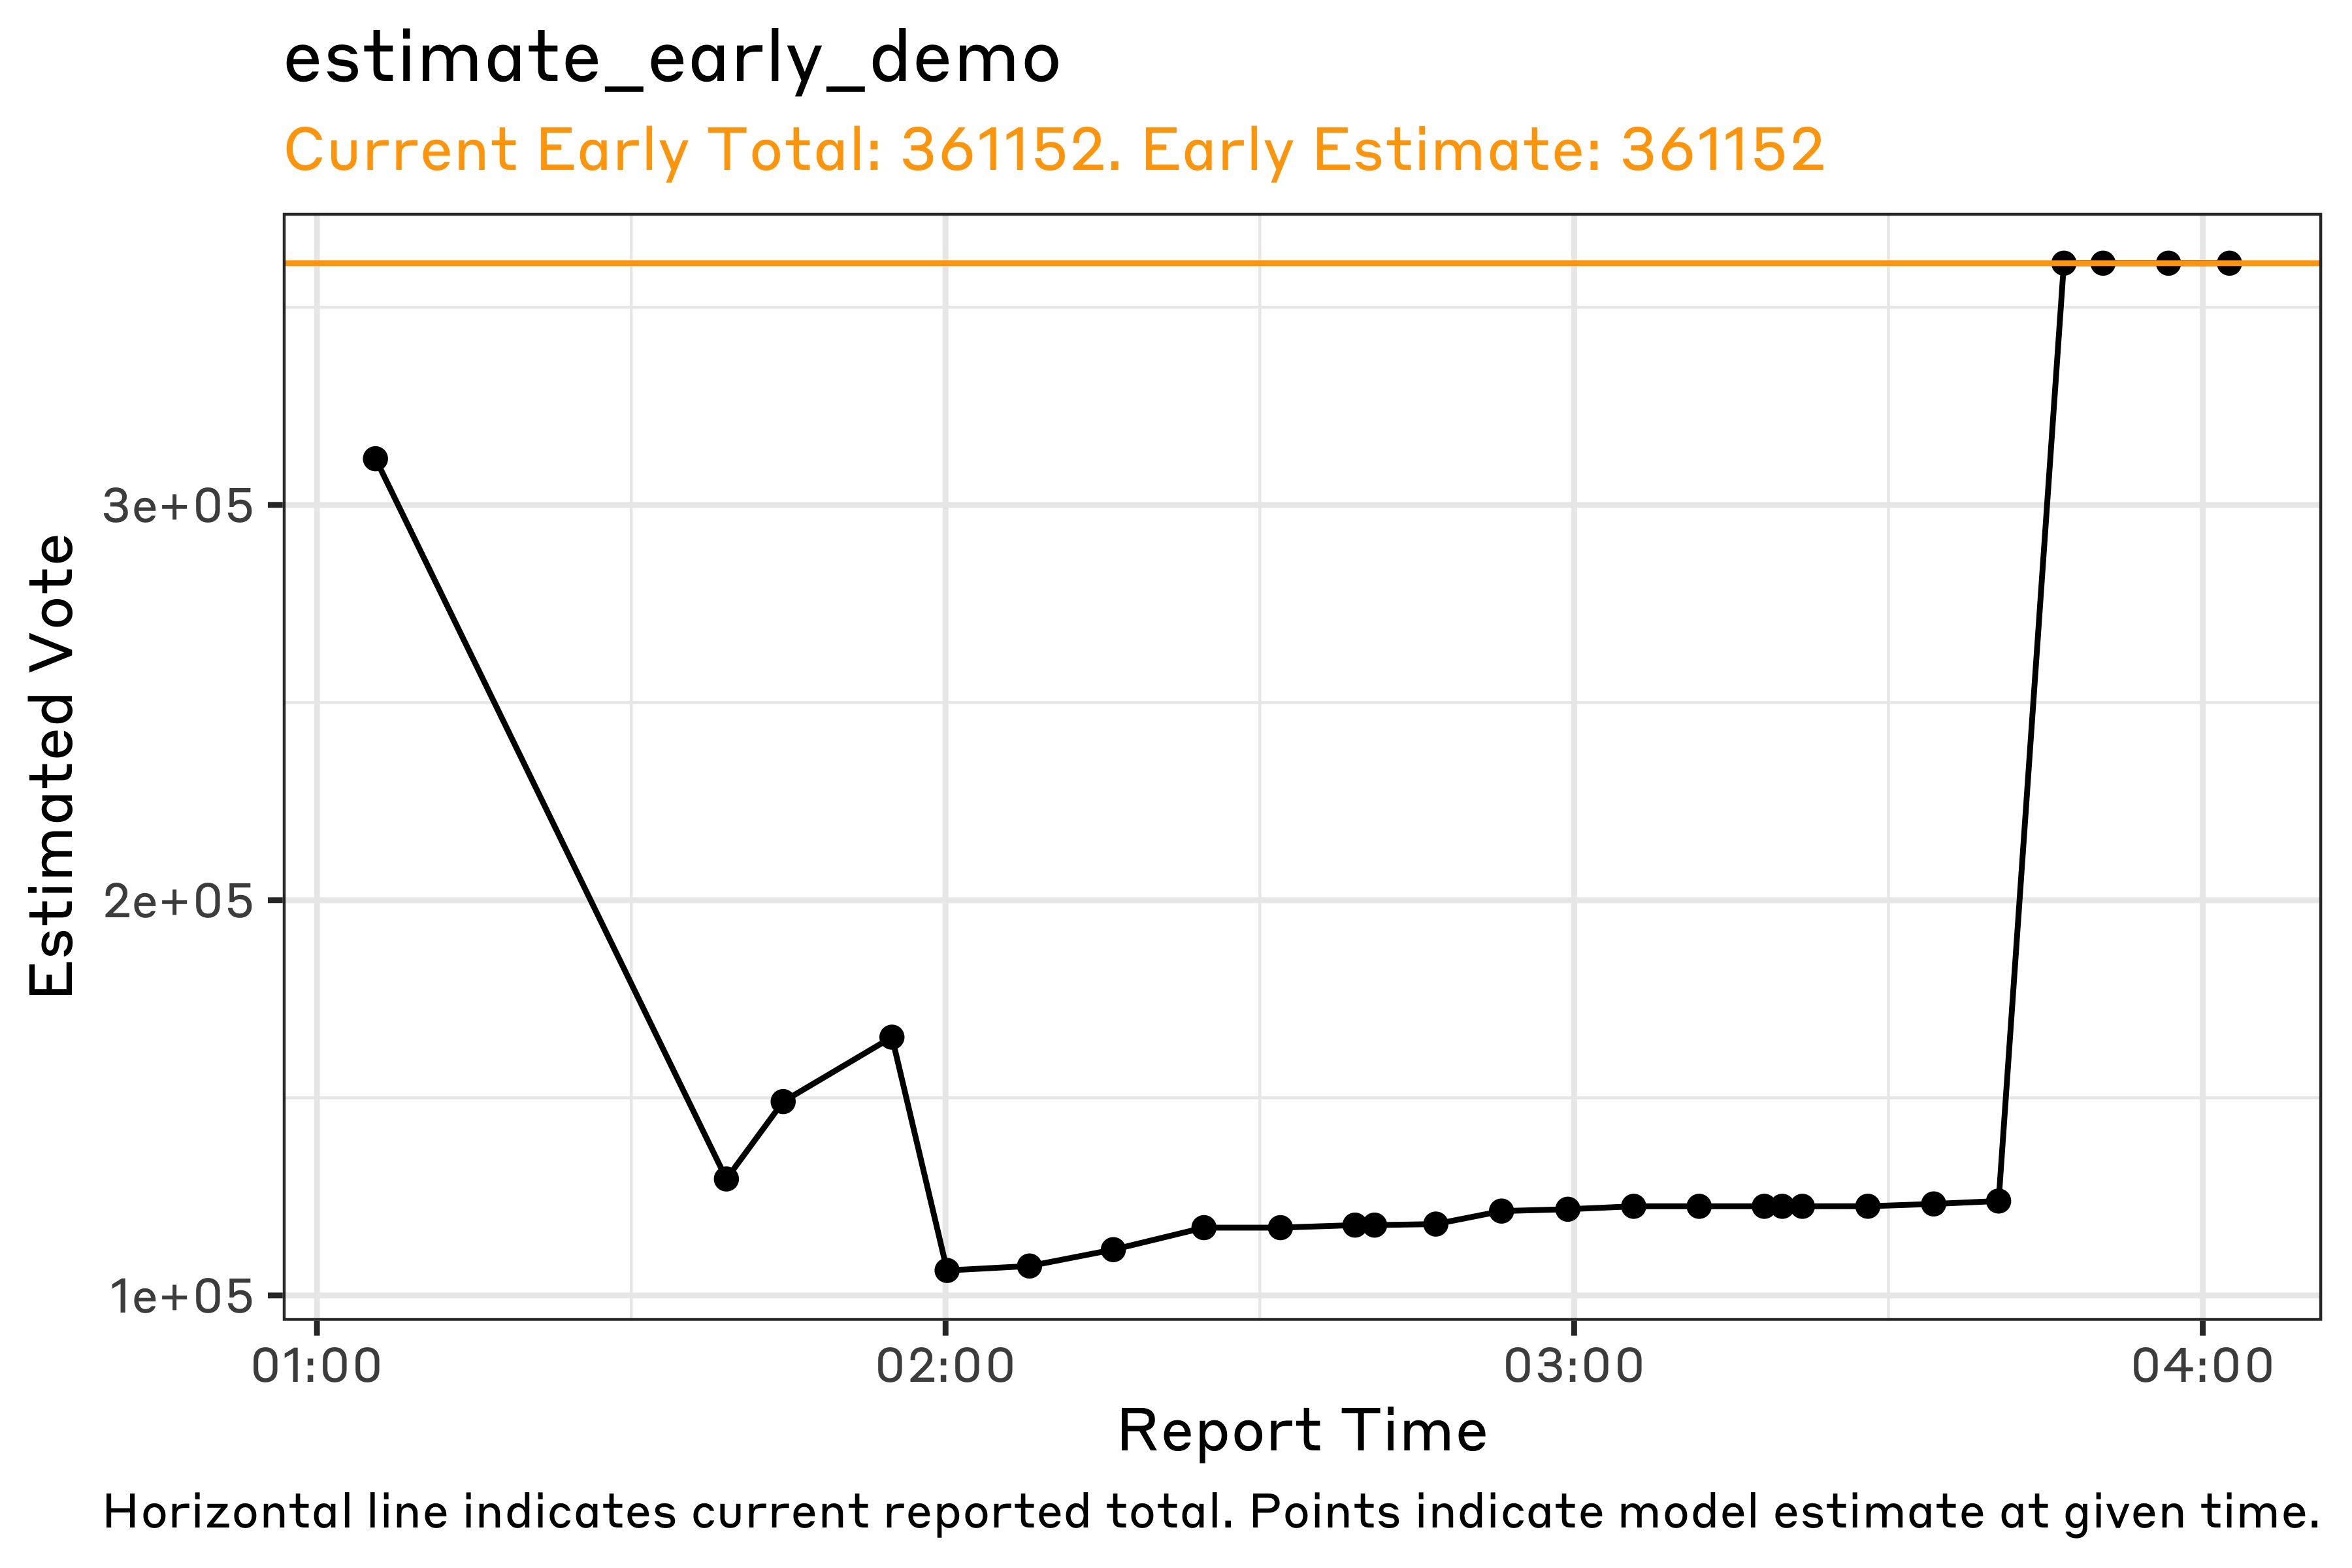 estimate_early_demo
Current Early Total: 361152. Early Estimate: 361152
Estimated Vote
3e+05
2e+05
1e+05
01:00 02:00 03:00 04:00
Report Time
Horizontal line indicates current reported total. Points indicate model estimate at given time.